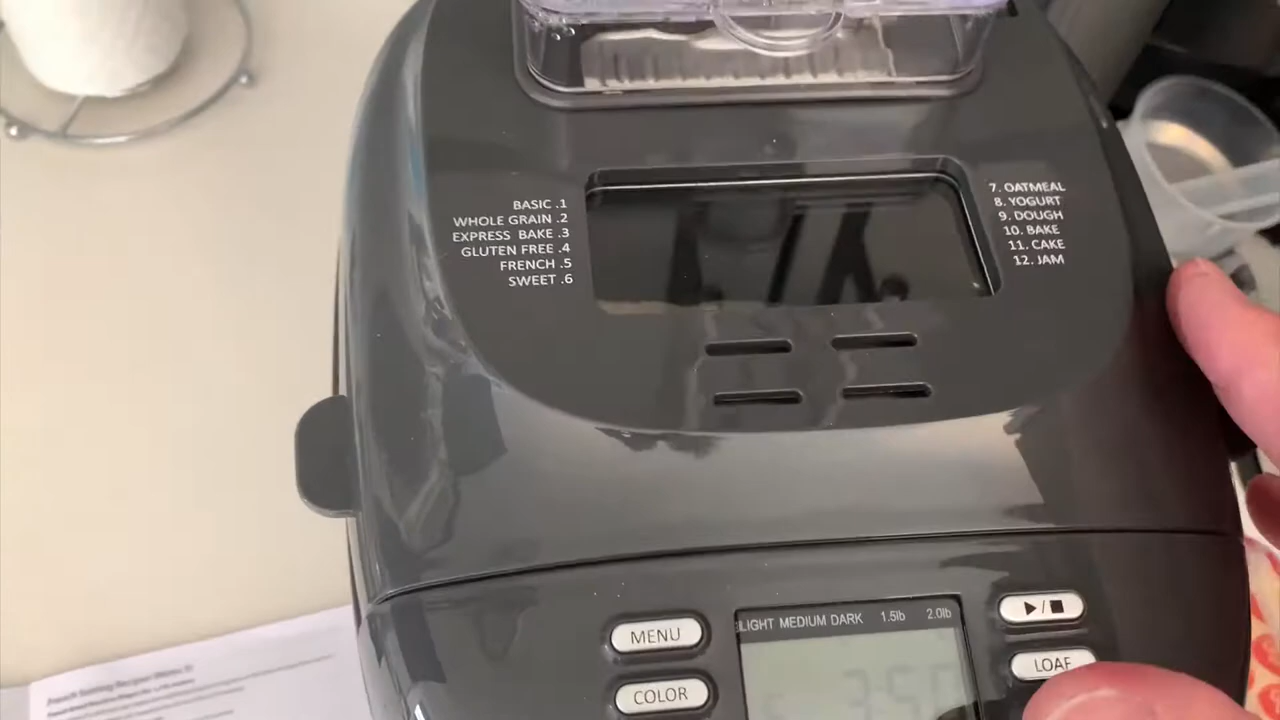 BASIC .1
WHOLE GRAIN .2
EXPRESS BAKE .3
GLUTEN FREE .4
FRENCH .5
SWEET .6
7. OATMEAL
8. YOGURT
9. DOUGH
10. BAKE
11. CAKE
12. JAM
LIGHT MEDIUM DARK 1.5lb 2.0lb
MENU
COLOR
LOAF